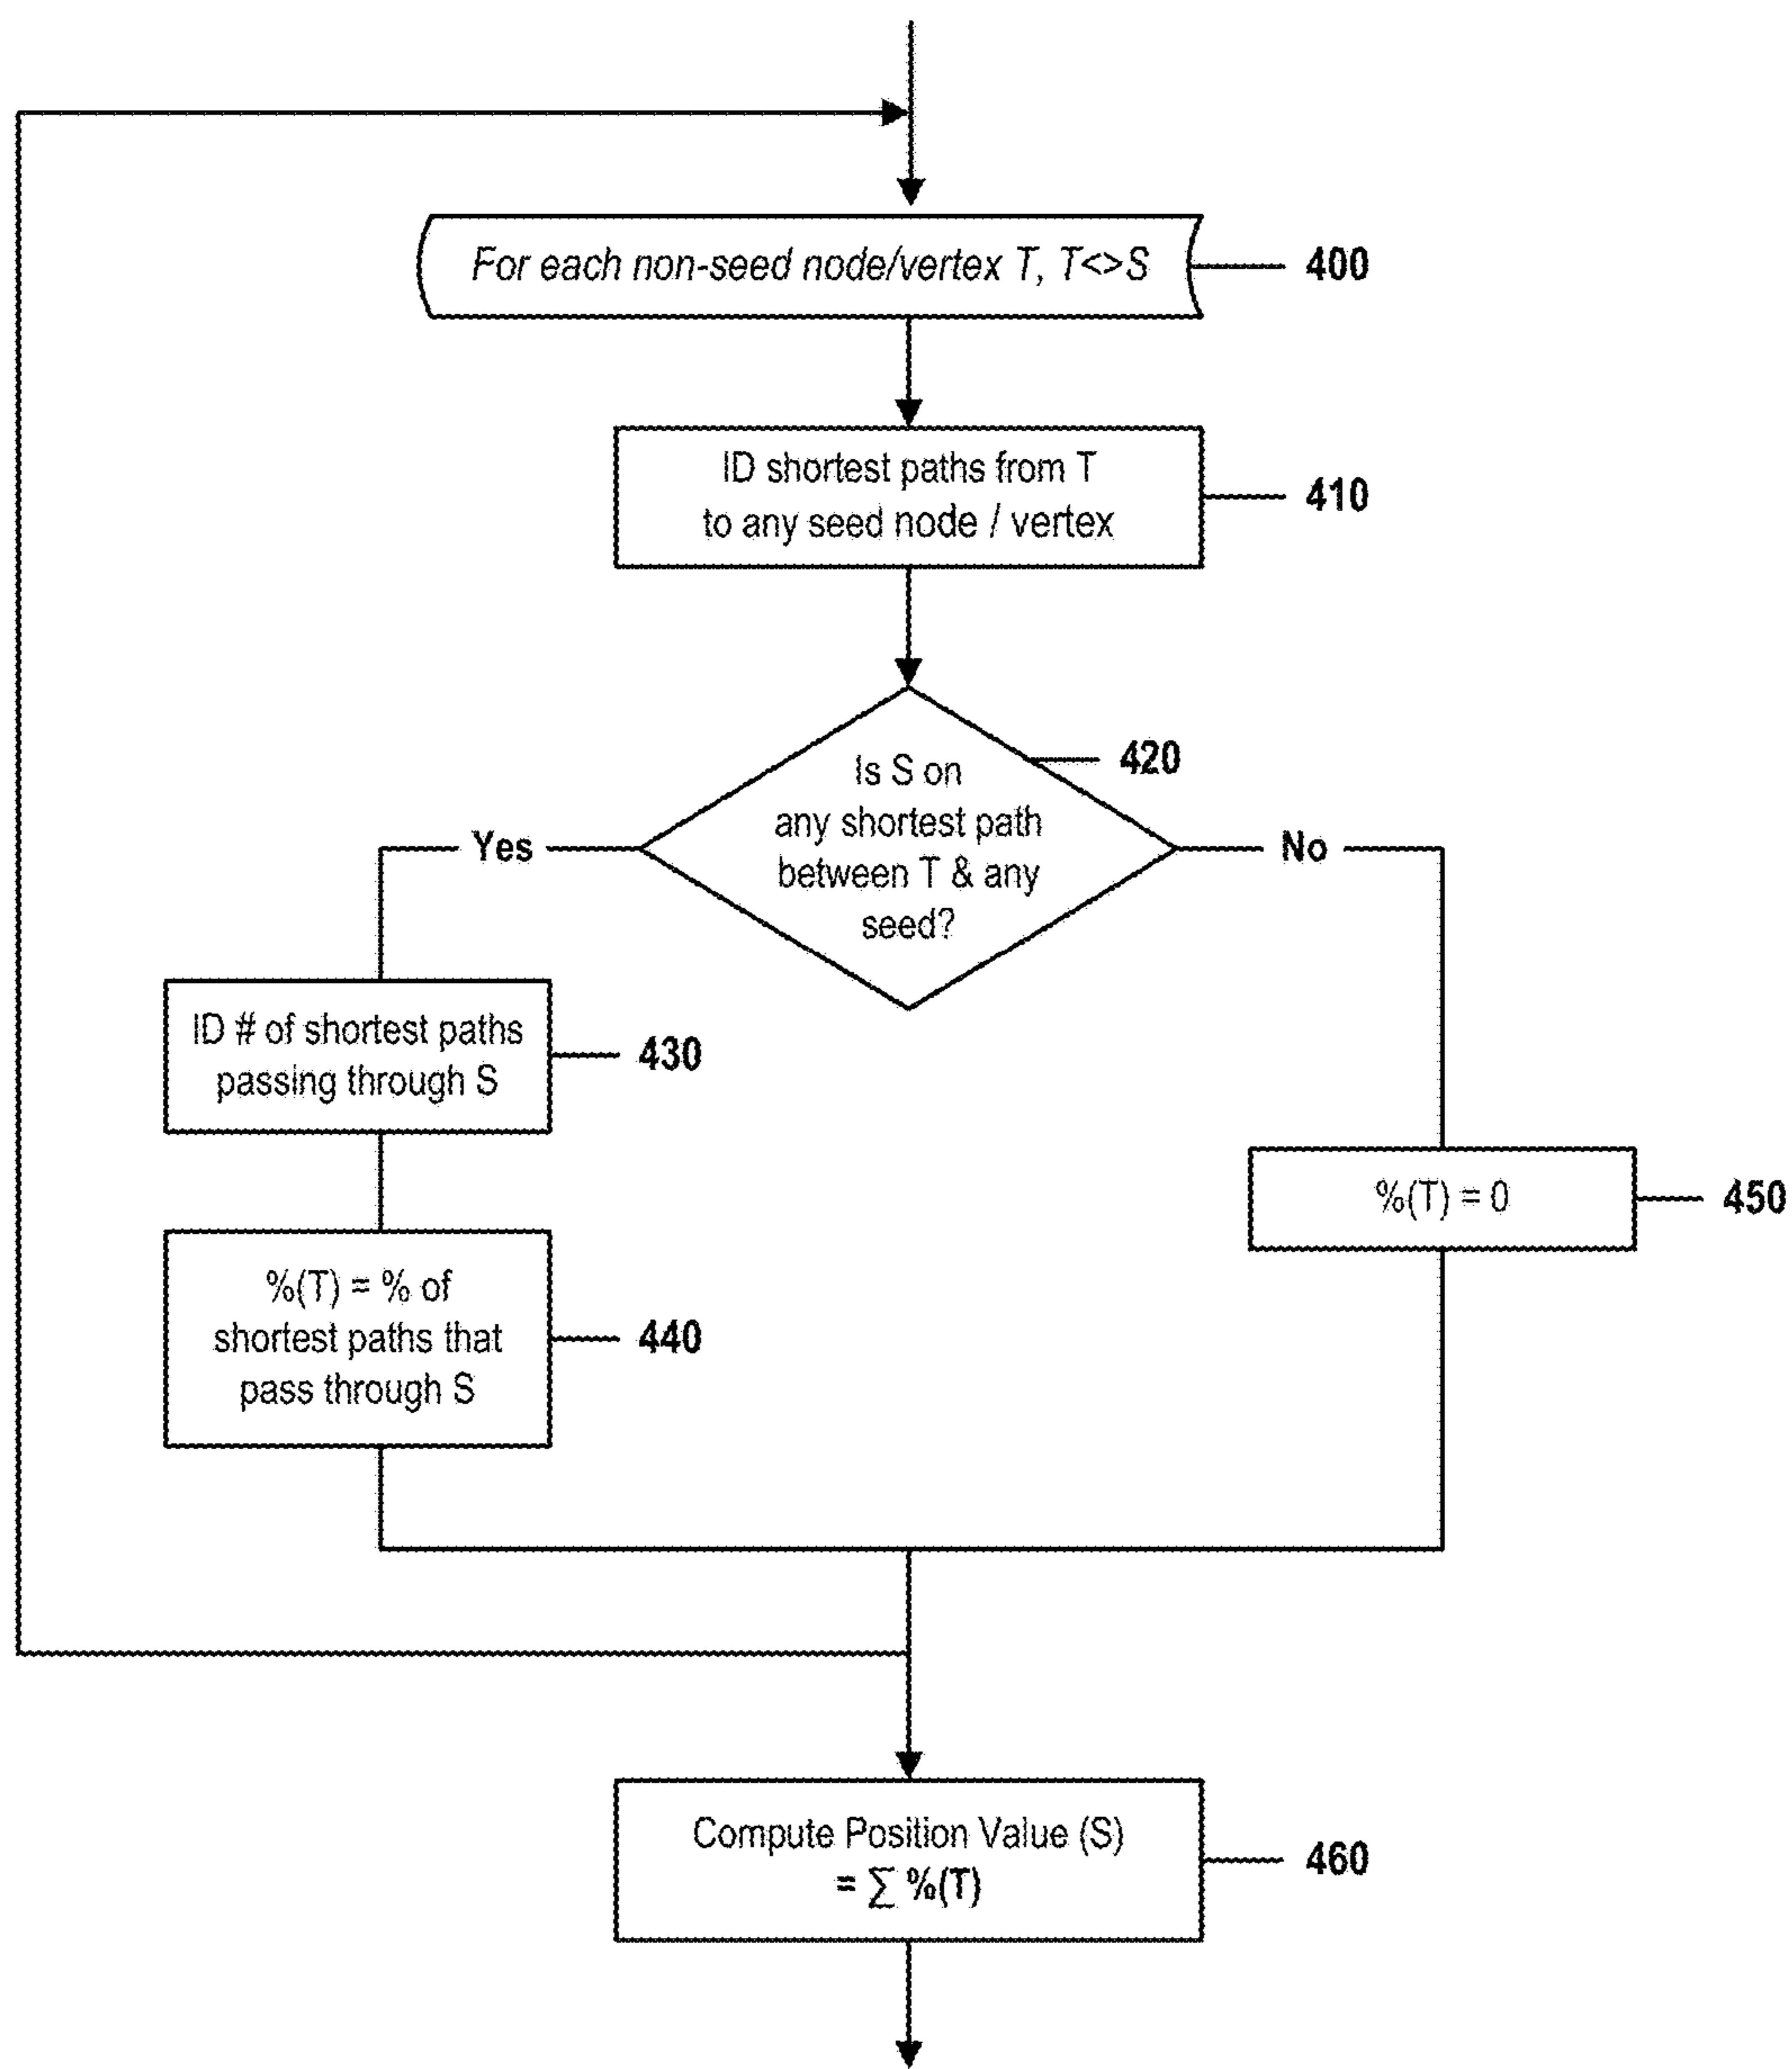 For each non-seed node/vertex T, T<>S
400
ID shortest paths from T
to any seed node / vertex
410
Is S on
any shortest path
between T & any
seed?
420
Yes
No
ID # of shortest paths
passing through S
430
%(T) = 0
450
%(T) = % of
shortest paths that
pass through S
440
Compute Position Value (S)
= ∑ %(T)
460